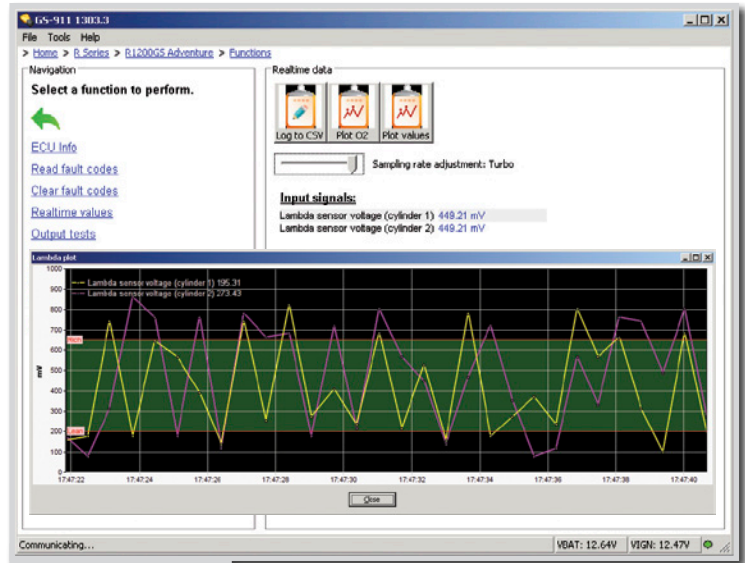 GS-911 1303.3
File Tools Help
> Home > R Series > R1200GS Adventure > Functions
Navigation
Select a function to perform.
ECU Info
Read fault codes
Clear fault codes
Realtime values
Output tests
Realtime data
Log to CSV Plot O2 Plot values
Sampling rate adjustment: Turbo
Input signals:
Lambda sensor voltage (cylinder 1) 449.21 mV
Lambda sensor voltage (cylinder 2) 449.21 mV
Lambda plot
Lambda sensor voltage (cylinder 1) 195.31
Lambda sensor voltage (cylinder 2) 273.43
1000
900
800
700
Rich
600
mV
500
400
300
200
Lean
100
0
17:47:22 17:47:24 17:47:26 17:47:28 17:47:30 17:47:32 17:47:34 17:47:36 17:47:38 17:47:40
Close
Communicating... VBAT: 12.64V VIGN: 12.47V